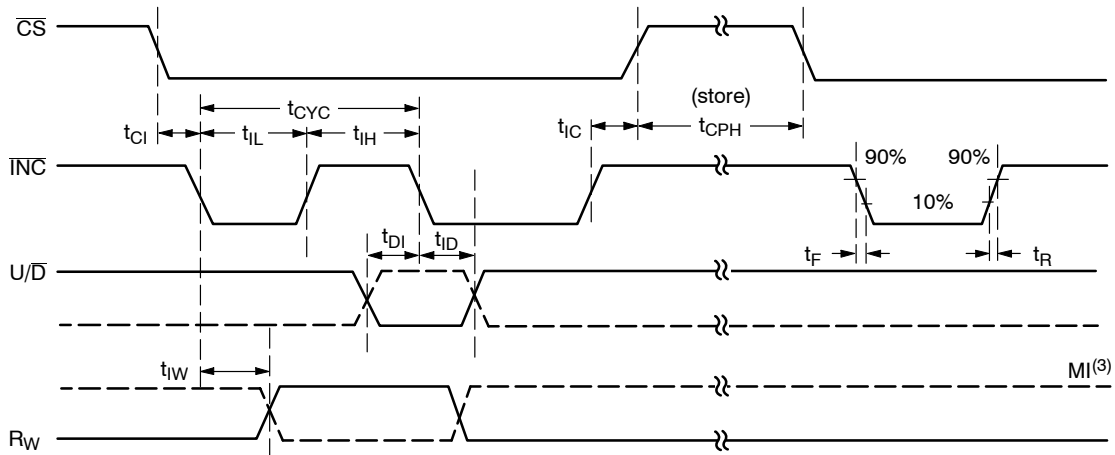 CS
(store)
tCYC
tCI tIL tIH tIC tCPH
INC
90% 90%
10%
tDI tID
tF tR
U/D
tIW
MI(3)
RW